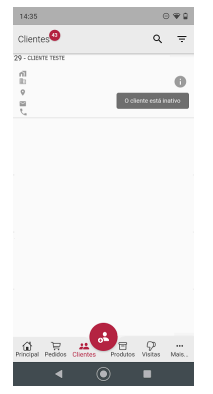 14:35
Clientes 43
29 - CLIENTE TESTE
O cliente está inativo
Principal Pedidos Clientes Produtos Visitas Mais...